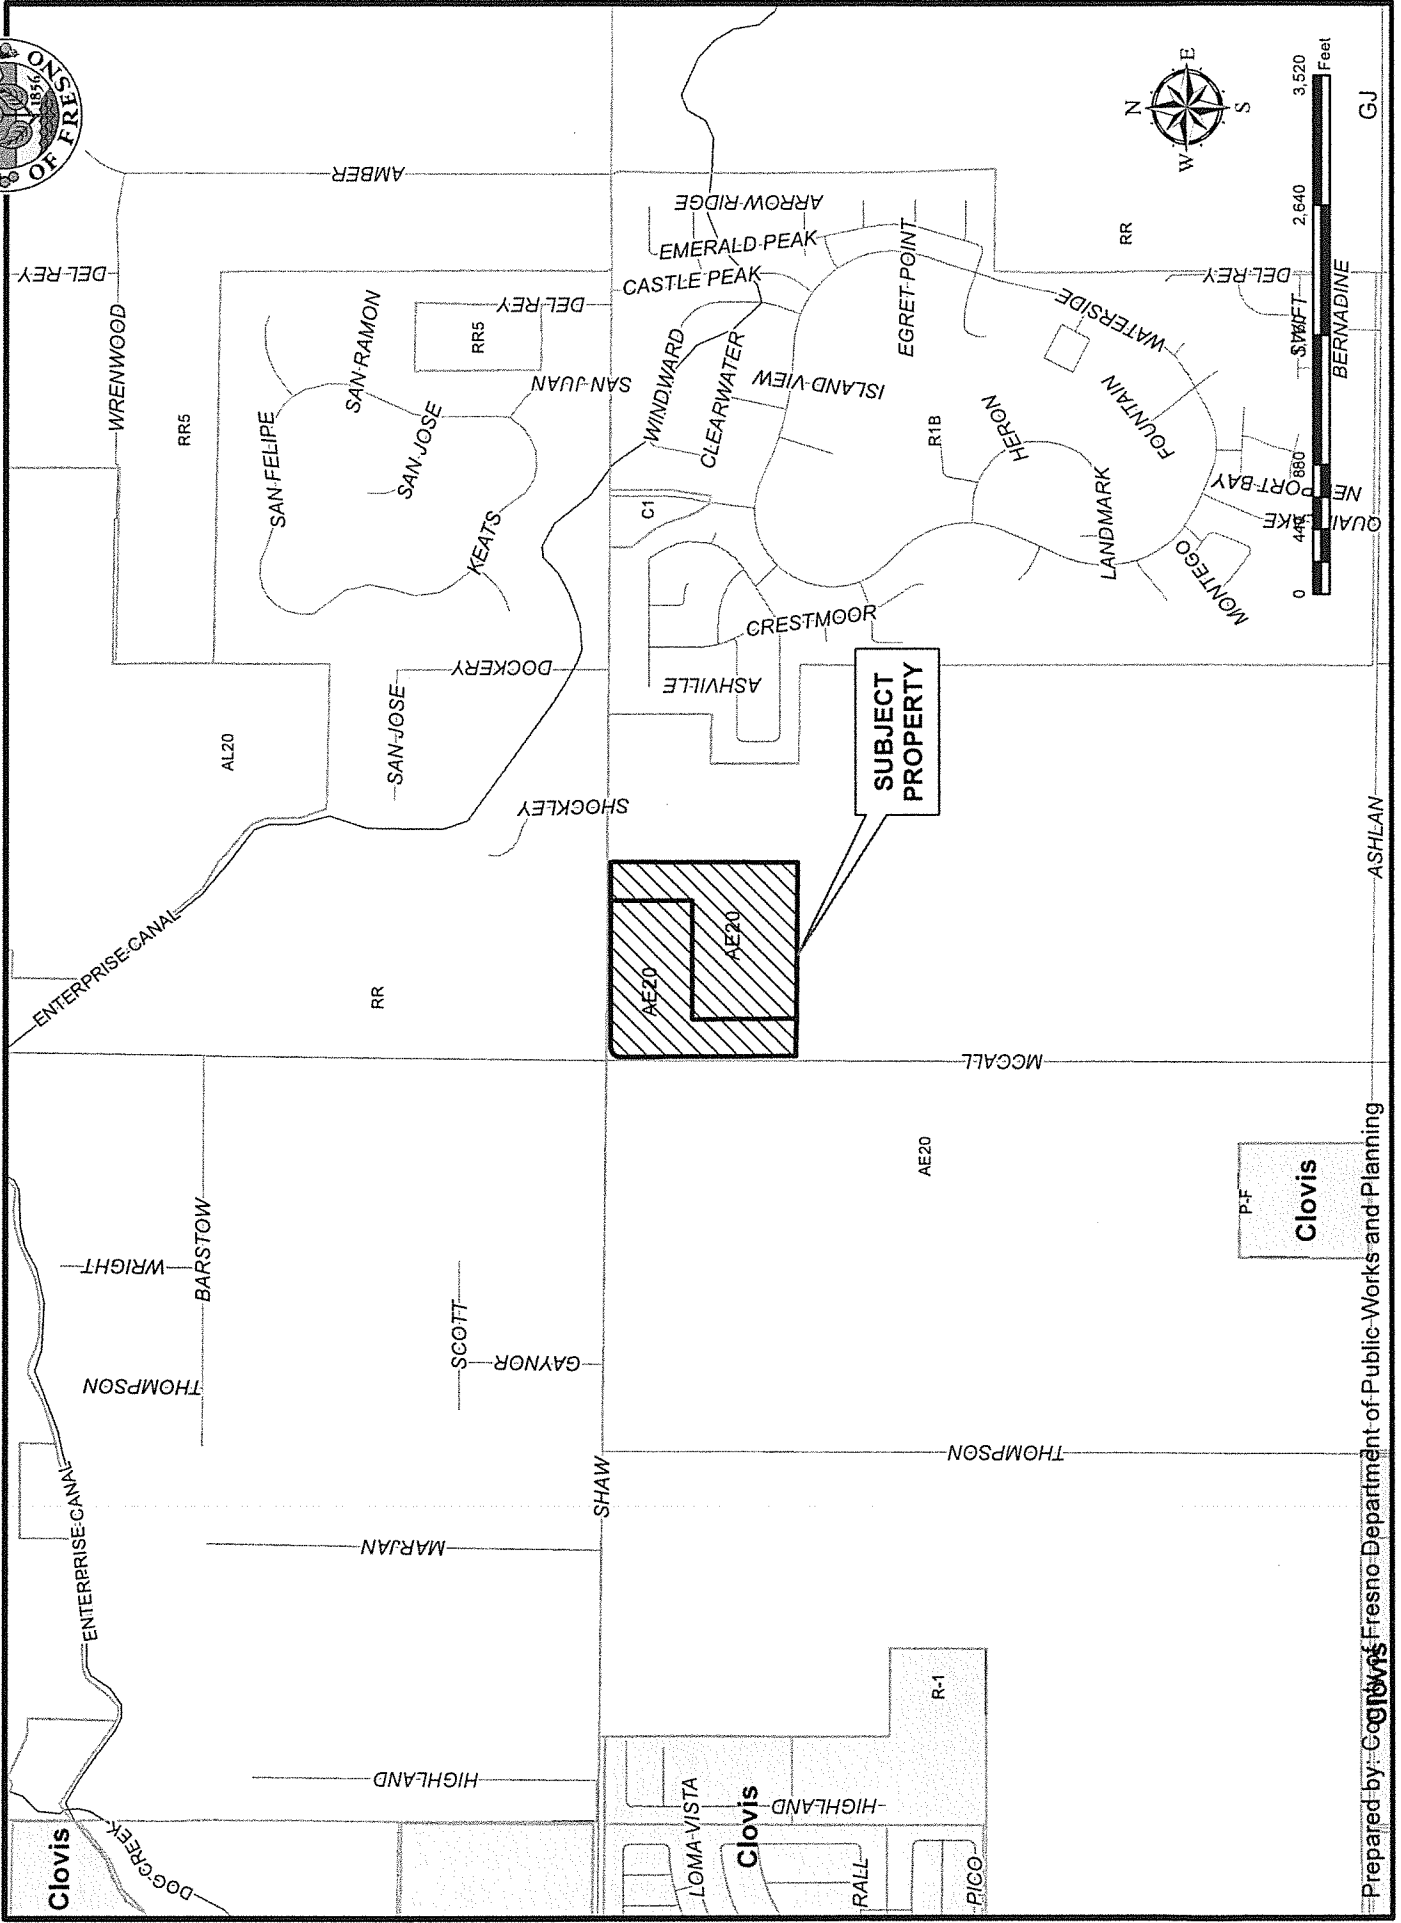 OF FRESNO
1856
Clovis
DOG CREEK
ENTERPRISE CANAL
HIGHLAND
MARJAN
THOMPSON
WRIGHT
BARSTOW
SCOTT
GAYNOR
SHAW
ENTERPRISE CANAL
RR
AL20
SAN JOSE
DOCKERY
SHOCKLEY
WRENWOOD
DEL REY
AMBER
RR5
SAN FELIPE
SAN RAMON
SAN JOSE
KEATS
RR5
DEL REY
SAN JUAN
LOMA VISTA
Clovis
HIGHLAND
RALL
PICO
R-1
THOMPSON
AE20
MCCALL
AE20
AE20
SUBJECT
PROPERTY
P-F
Clovis
ASHLAN
C1
ASHVILLE
CRESTMOOR
WINDWARD
CLEARWATER
CASTLE PEAK
EMERALD PEAK
ARROW RIDGE
ISLAND VIEW
EGRET POINT
R1B
HERON
LANDMARK
FOUNTAIN
WATERSIDE
MONTEGO
QUAIL LAKE
NEWPORT BAY
SWIFT
BERNADINE
DEL REY
RR
N
W
E
S
0
440
880
2,640
3,520
Feet
Clovis
Prepared by: County of Fresno Department of Public Works and Planning
GJ